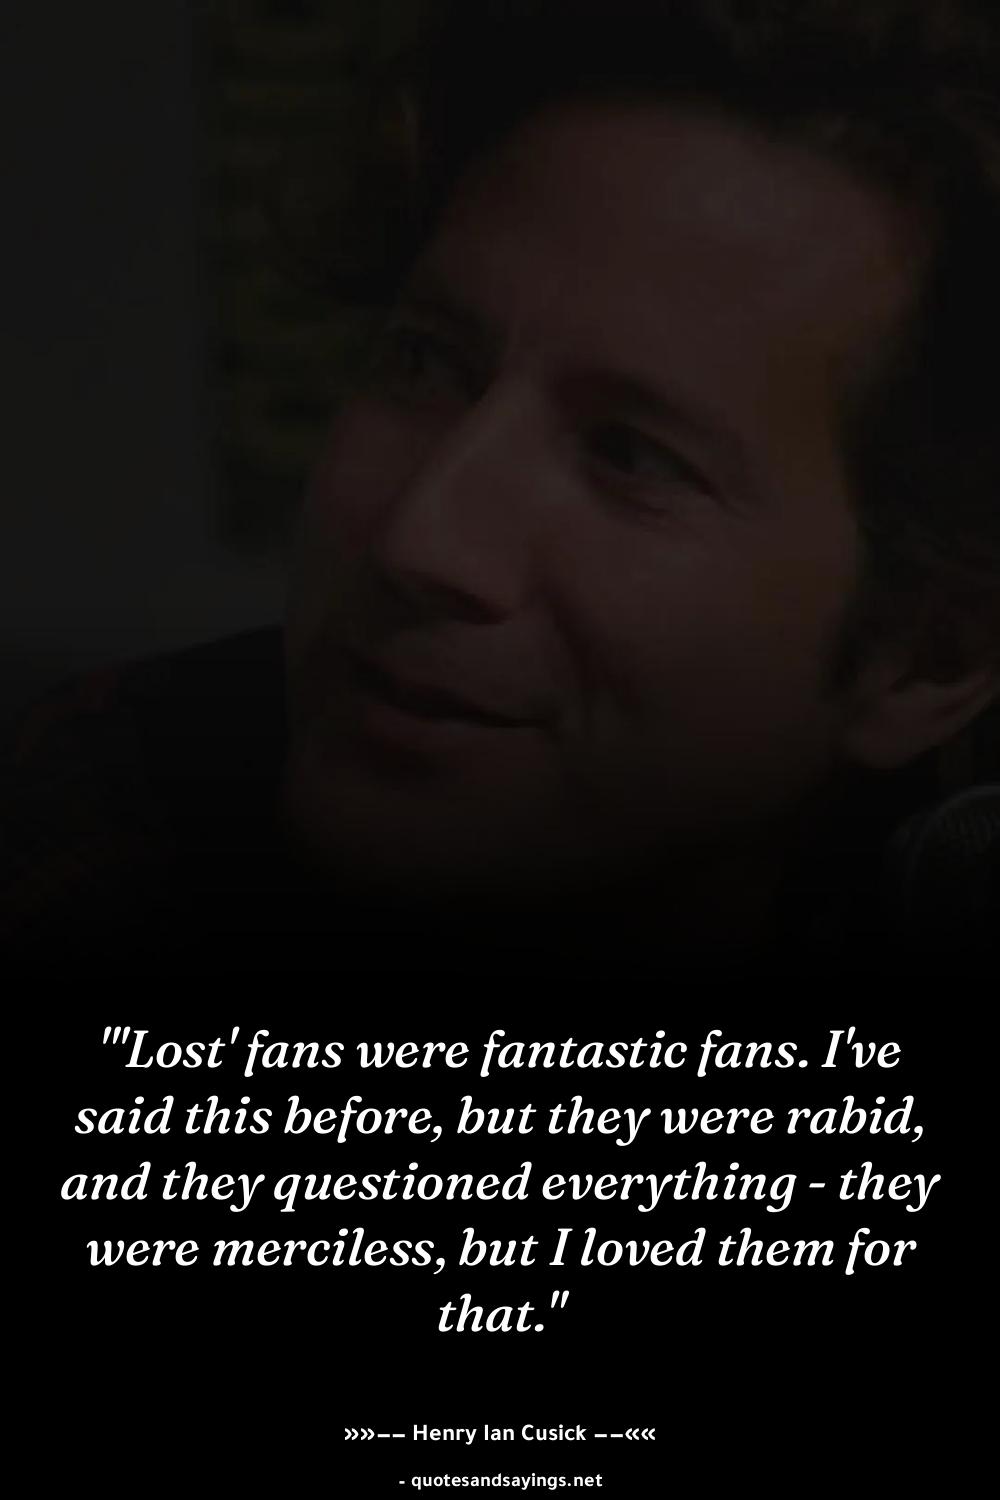 "'Lost' fans were fantastic fans. I've
said this before, but they were rabid,
and they questioned everything - they
were merciless, but I loved them for
that."
»»–– Henry Ian Cusick ––««
- quotesandsayings.net